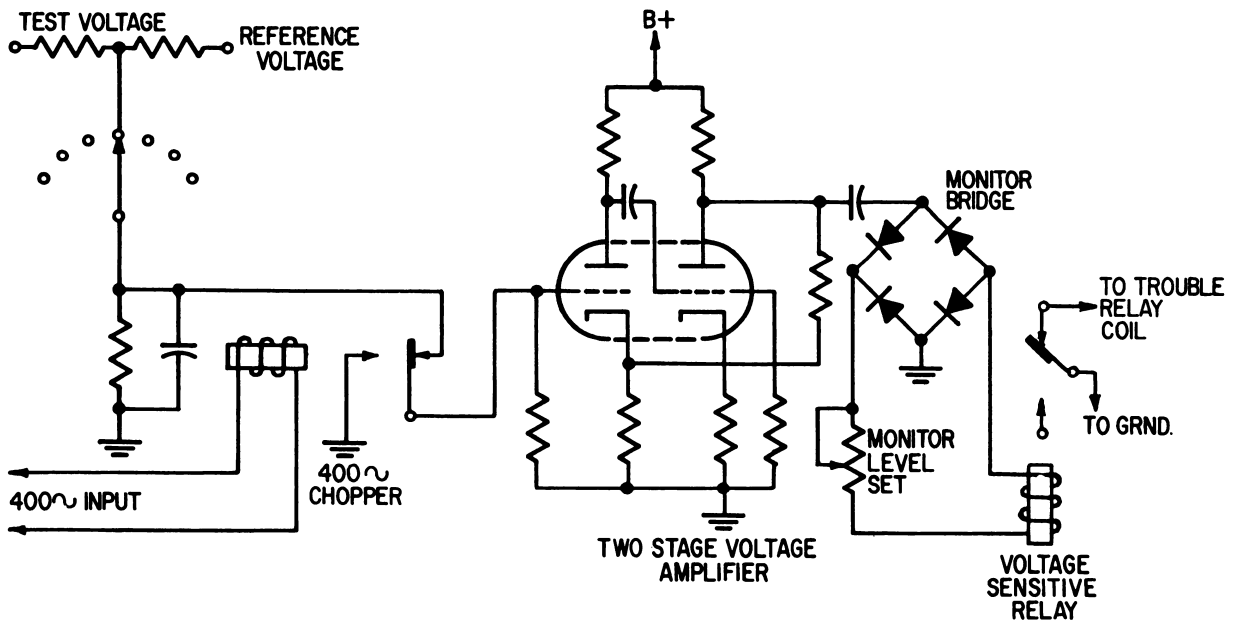 TEST VOLTAGE
REFERENCE
VOLTAGE
B+
MONITOR
BRIDGE
TO TROUBLE
RELAY
COIL
TO GRND.
MONITOR
LEVEL
SET
400∿
CHOPPER
400∿ INPUT
TWO STAGE VOLTAGE
AMPLIFIER
VOLTAGE
SENSITIVE
RELAY